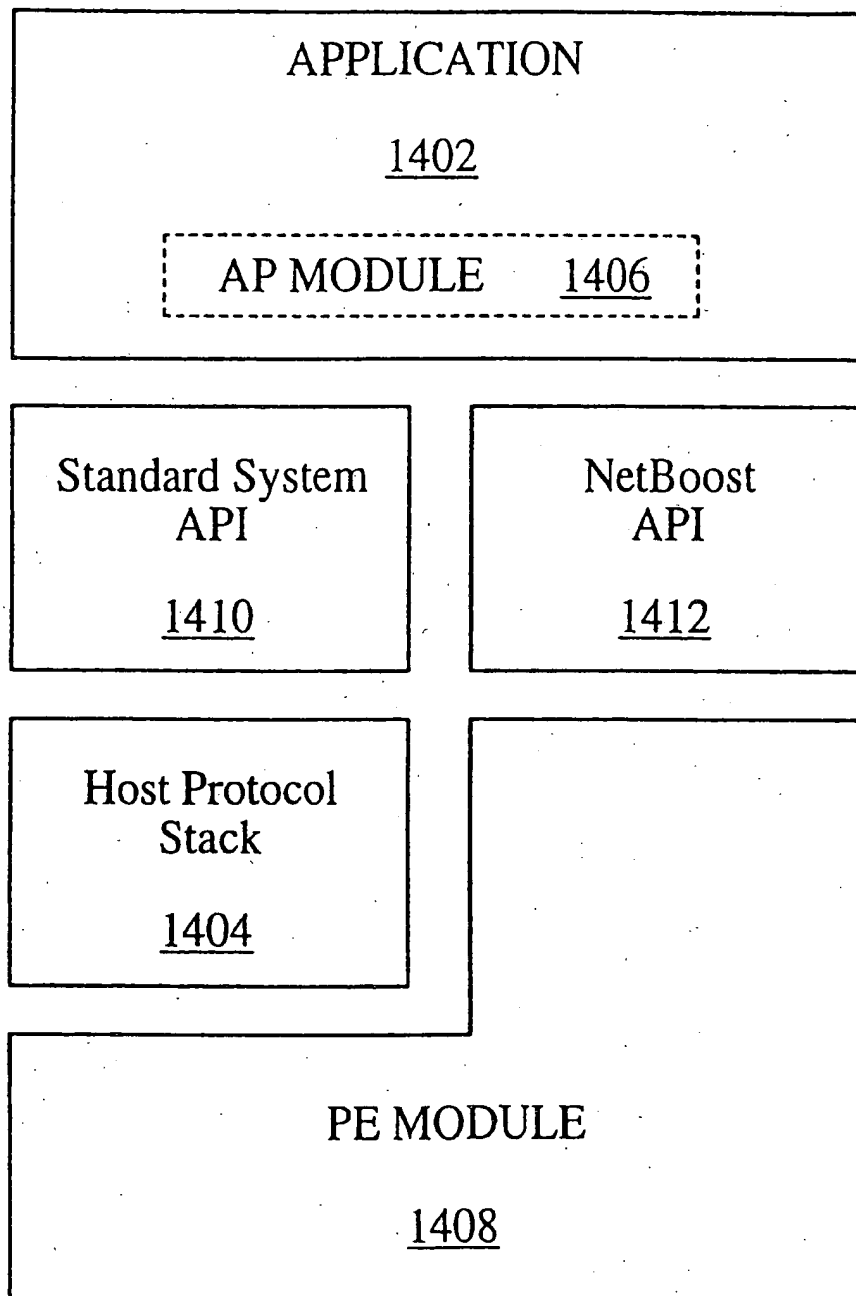 APPLICATION
1402
AP MODULE 1406
Standard System
API
1410
NetBoost
API
1412
Host Protocol
Stack
1404
PE MODULE
1408